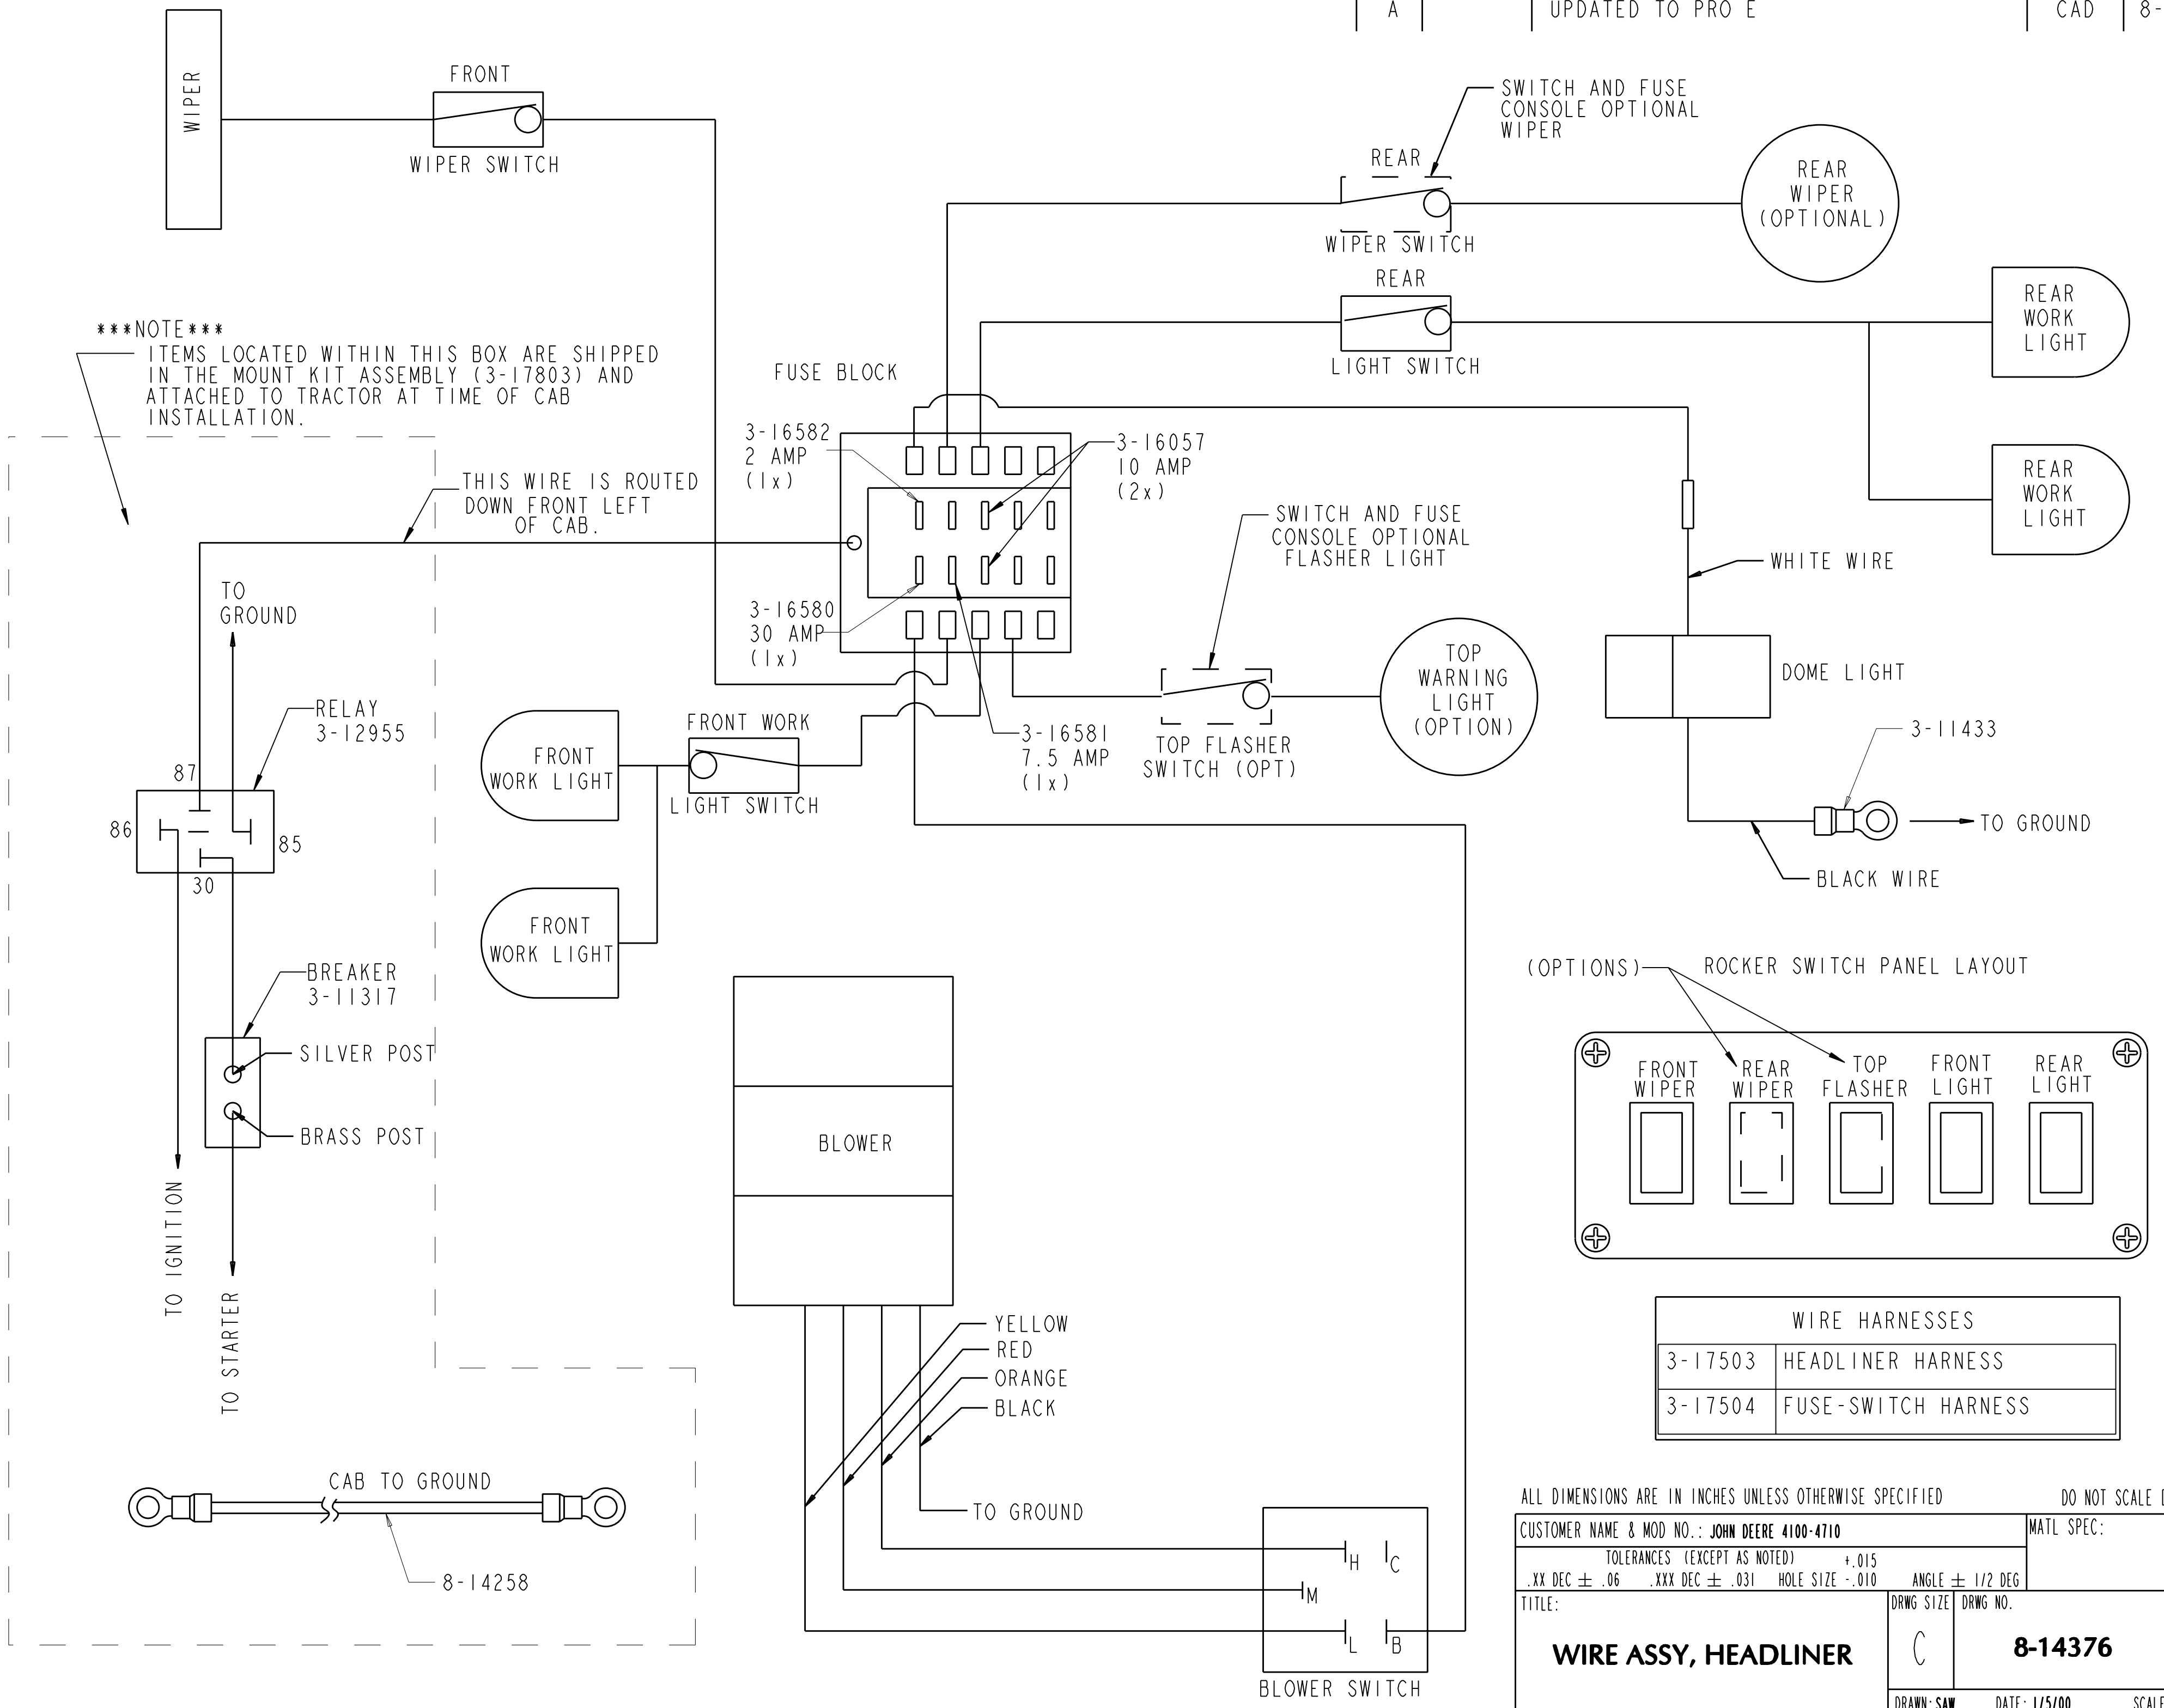 A
UPDATED TO PRO E
CAD
8-
WIPER
FRONT
WIPER SWITCH
SWITCH AND FUSE
CONSOLE OPTIONAL
WIPER
REAR
WIPER SWITCH
REAR
WIPER
(OPTIONAL)
REAR
LIGHT SWITCH
REAR
WORK
LIGHT
REAR
WORK
LIGHT
***NOTE***
ITEMS LOCATED WITHIN THIS BOX ARE SHIPPED
IN THE MOUNT KIT ASSEMBLY (3-17803) AND
ATTACHED TO TRACTOR AT TIME OF CAB
INSTALLATION.
FUSE BLOCK
3-16582
2 AMP
(1x)
3-16057
10 AMP
(2x)
THIS WIRE IS ROUTED
DOWN FRONT LEFT
OF CAB.
SWITCH AND FUSE
CONSOLE OPTIONAL
FLASHER LIGHT
WHITE WIRE
TO
GROUND
3-16580
30 AMP
(1x)
TOP
WARNING
LIGHT
(OPTION)
DOME LIGHT
RELAY
3-12955
FRONT WORK
LIGHT SWITCH
3-16581
7.5 AMP
(1x)
TOP FLASHER
SWITCH (OPT)
3-11433
FRONT
WORK LIGHT
87
86
85
30
TO GROUND
BLACK WIRE
FRONT
WORK LIGHT
BREAKER
3-11317
SILVER POST
BRASS POST
TO IGNITION
TO STARTER
(OPTIONS)
ROCKER SWITCH PANEL LAYOUT
FRONT
WIPER
REAR
WIPER
TOP
FLASHER
FRONT
LIGHT
REAR
LIGHT
BLOWER
YELLOW
RED
ORANGE
BLACK
TO GROUND
WIRE HARNESSES
3-17503 HEADLINER HARNESS
3-17504 FUSE-SWITCH HARNESS
CAB TO GROUND
8-14258
H
C
M
L
B
BLOWER SWITCH
ALL DIMENSIONS ARE IN INCHES UNLESS OTHERWISE SPECIFIED
DO NOT SCALE
CUSTOMER NAME & MOD NO.: JOHN DEERE 4100-4710
MATL SPEC:
TOLERANCES (EXCEPT AS NOTED) +.015
.XX DEC ± .06 .XXX DEC ± .031 HOLE SIZE -.010 ANGLE ± 1/2 DEG
TITLE:
WIRE ASSY, HEADLINER
DRWG SIZE
C
DRWG NO.
8-14376
DRAWN: SAW DATE: 1/5/00 SCALE